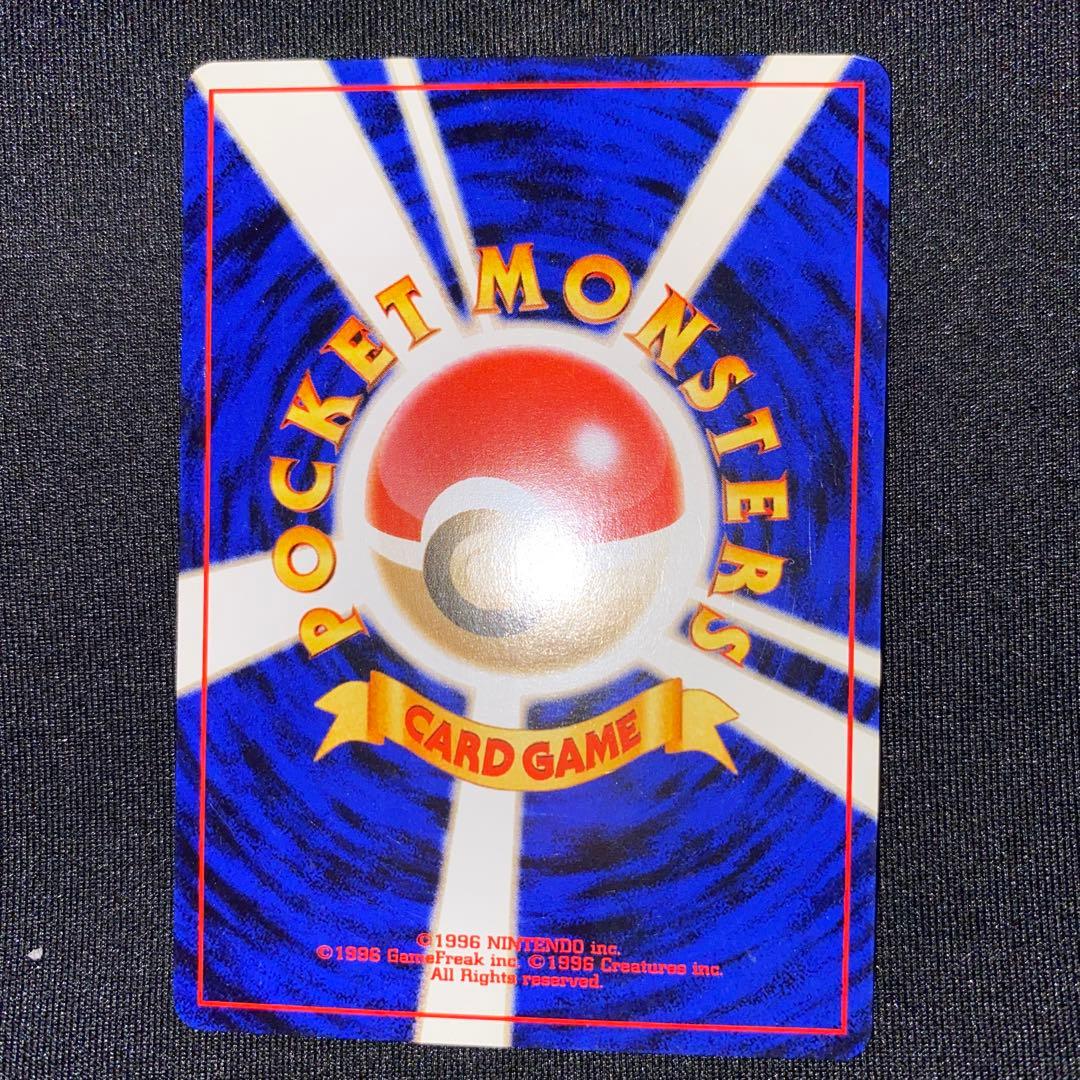 POCKET MONSTERS
CARD GAME
©1996 NINTENDO inc.
©1996 GameFreak inc. ©1996 Creatures inc.
All Rights reserved.